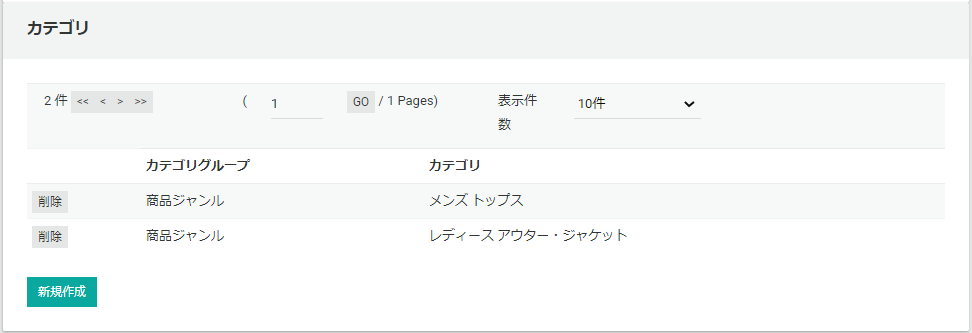 カテゴリ
2 件 << < > >> ( 1 GO / 1 Pages) 表示件数 10件
カテゴリグループ カテゴリ
削除 商品ジャンル メンズ トップス
削除 商品ジャンル レディース アウター・ジャケット
新規作成